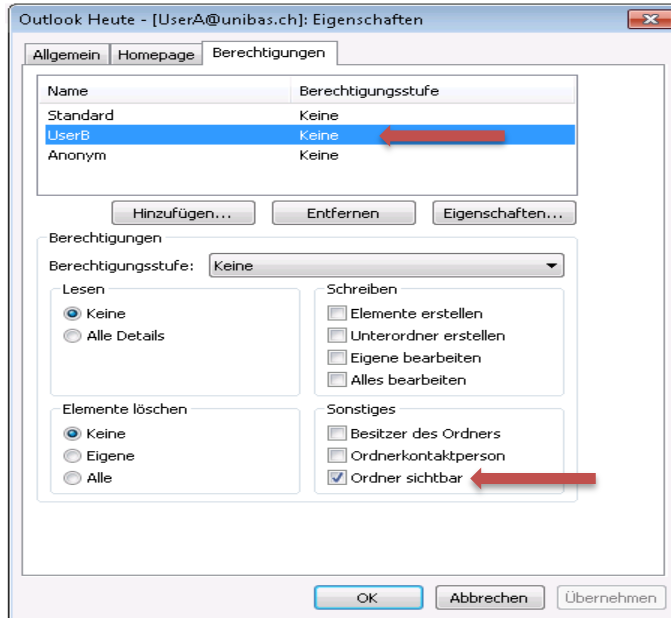 Outlook Heute - [UserA@unibas.ch]: Eigenschaften
Allgemein Homepage Berechtigungen
Name Berechtigungsstufe
Standard Keine
UserB Keine
Anonym Keine
Hinzufügen... Entfernen Eigenschaften...
Berechtigungen
Berechtigungsstufe: Keine
Lesen Schreiben
Keine Elemente erstellen
Alle Details Unterordner erstellen
Eigene bearbeiten
Alles bearbeiten
Elemente löschen Sonstiges
Keine Besitzer des Ordners
Eigene Ordnerkontaktperson
Alle Ordner sichtbar
OK Abbrechen Übernehmen